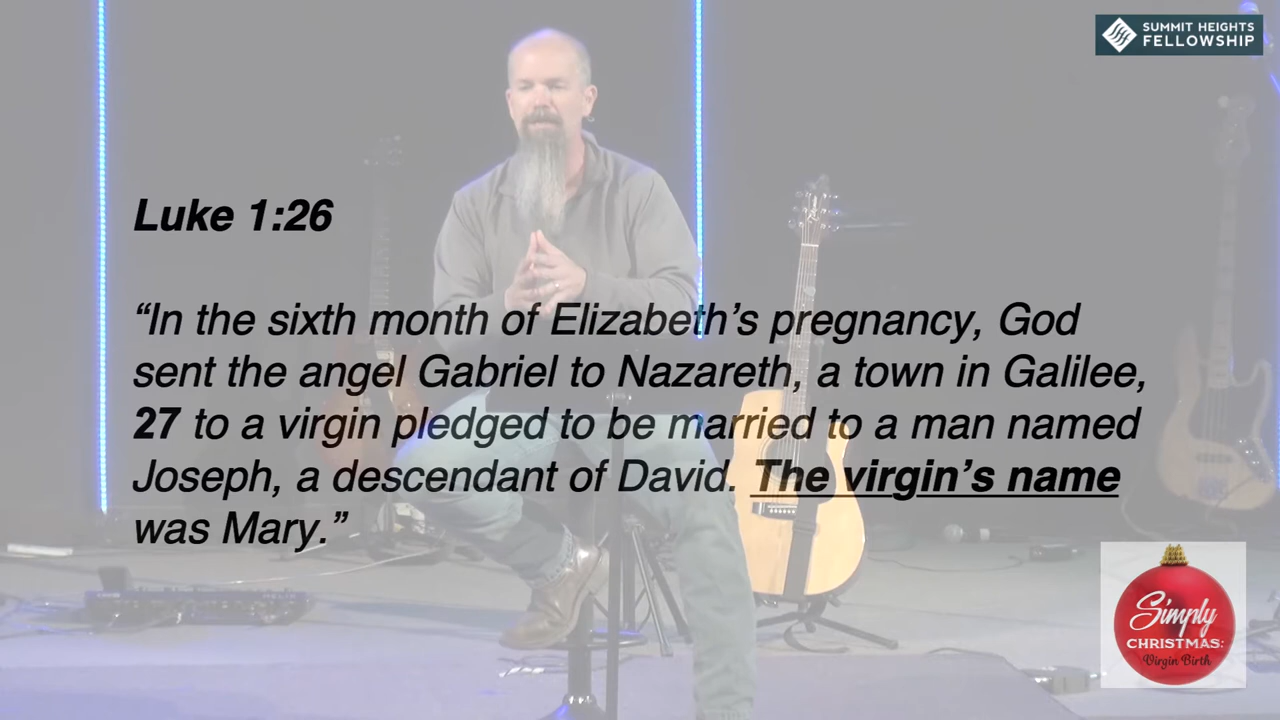 SUMMIT HEIGHTS
FELLOWSHIP
Luke 1:26
“In the sixth month of Elizabeth’s pregnancy, God
sent the angel Gabriel to Nazareth, a town in Galilee,
27 to a virgin pledged to be married to a man named
Joseph, a descendant of David. The virgin’s name
was Mary.”
Simply
CHRISTMAS:
Virgin Birth